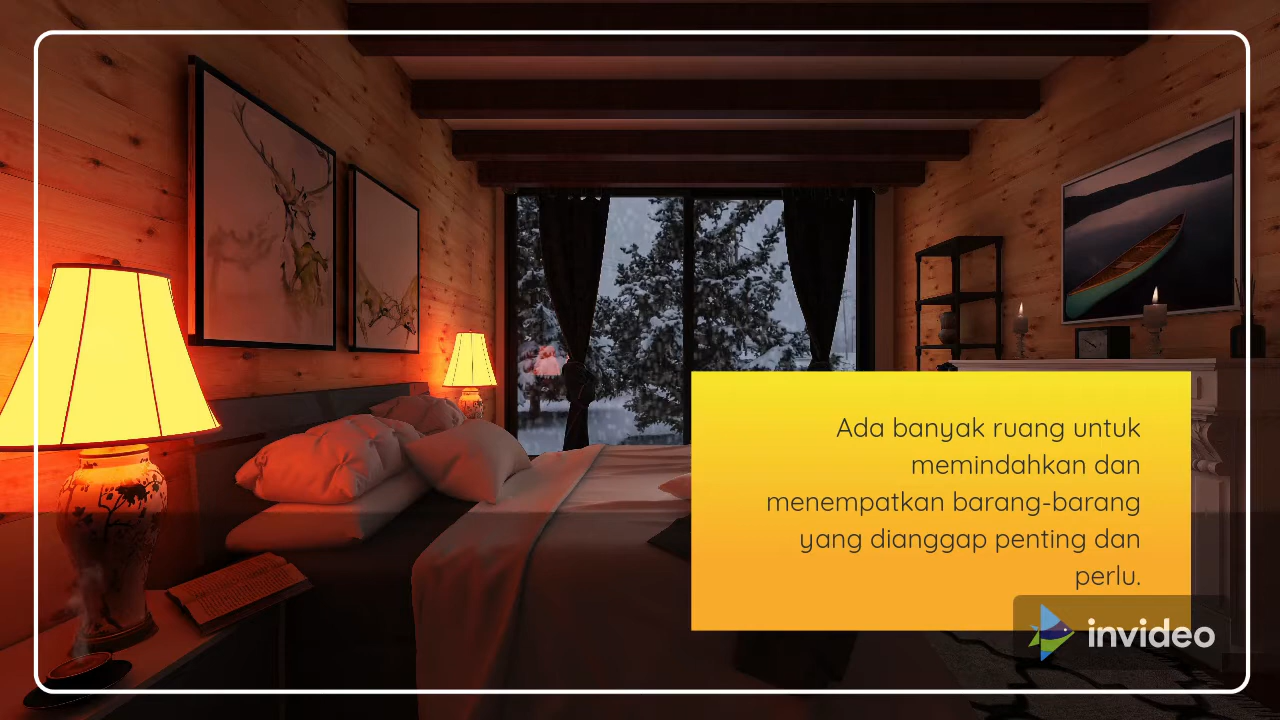 Ada banyak ruang untuk
memindahkan dan
menempatkan barang-barang
yang dianggap penting dan
perlu.
invideo